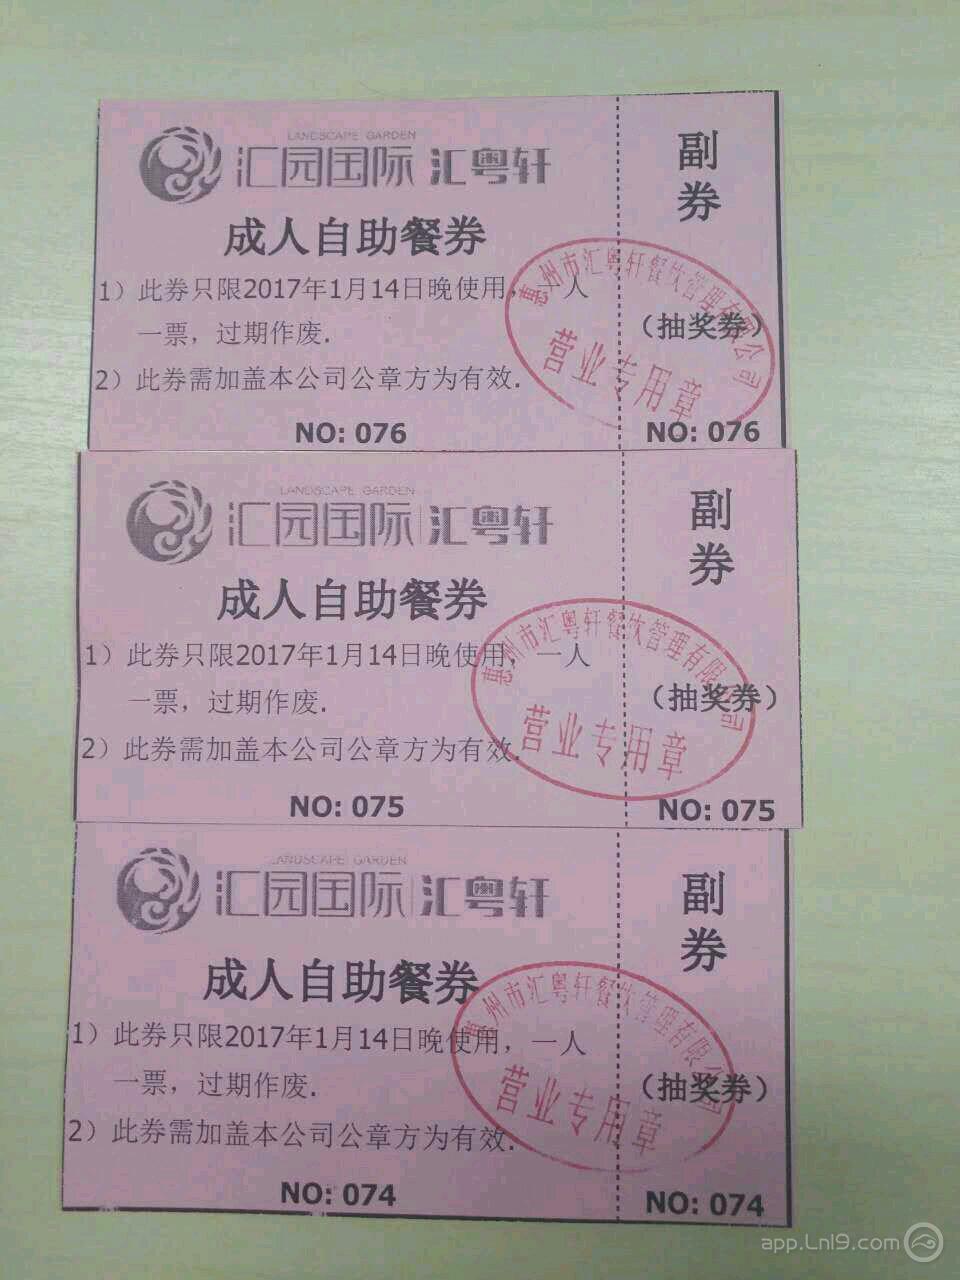 LANDSCAPE GARDEN
汇园国际 汇粤轩
成人自助餐券
1）此券只限2017年1月14日晚使用，一人
一票，过期作废.
2）此券需加盖本公司公章方为有效.
NO: 076
副券
（抽奖券）
NO: 076
惠州市汇粤轩餐饮管理有限公司
营业专用章
LANDSCAPE GARDEN
汇园国际 汇粤轩
成人自助餐券
1）此券只限2017年1月14日晚使用，一人
一票，过期作废.
2）此券需加盖本公司公章方为有效.
NO: 075
副券
（抽奖券）
NO: 075
惠州市汇粤轩餐饮管理有限公司
营业专用章
LANDSCAPE GARDEN
汇园国际 汇粤轩
成人自助餐券
1）此券只限2017年1月14日晚使用，一人
一票，过期作废.
2）此券需加盖本公司公章方为有效.
NO: 074
副券
（抽奖券）
NO: 074
惠州市汇粤轩餐饮管理有限公司
营业专用章
app.Lnl9.com